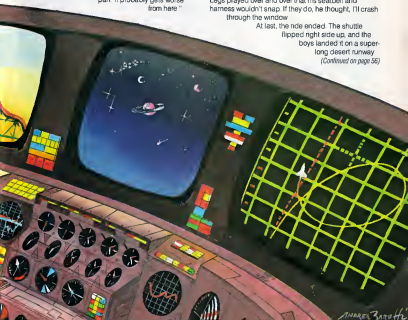 part "It probably gets worse
from here"
Legs played over and over that his seatbelt and
harness wouldn't snap. If they do, he thought, I'll crash
through the window
At last, the ride ended The shuttle
flipped right side up, and the
boys landed it on a super-
long desert runway
(Continued on page 56)